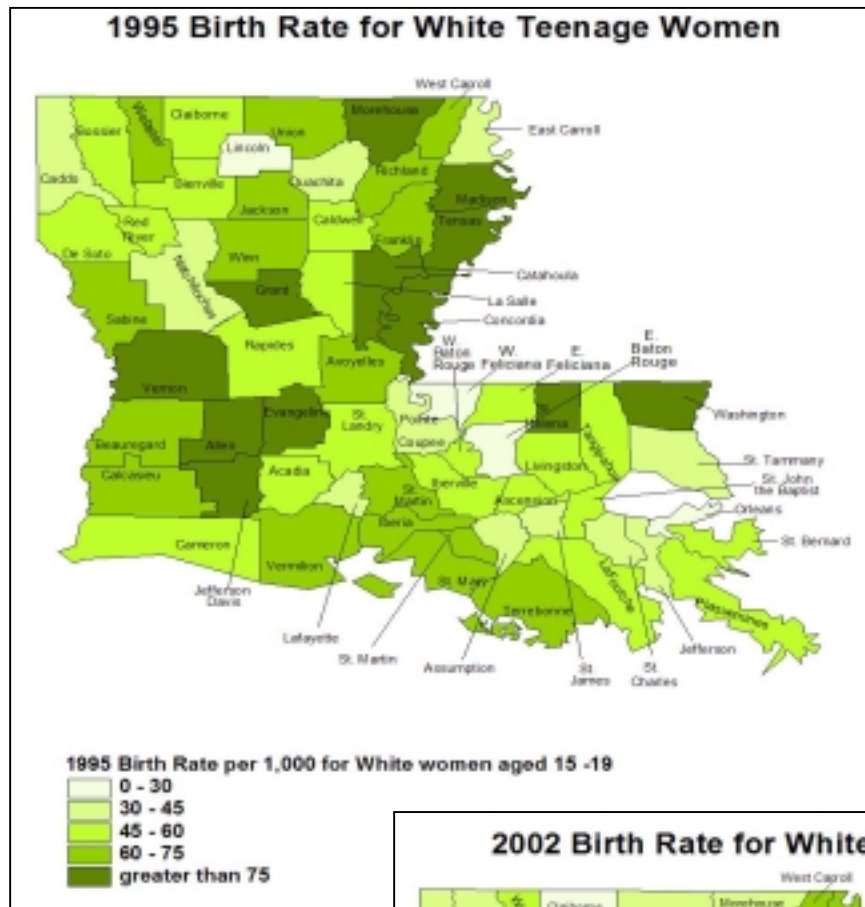 1995 Birth Rate for White Teenage Women
West Carroll
Morehouse
Claiborne
Bossier
Webster
Union
East Carroll
Lincoln
Ouachita
Richland
Caddo
Bienville
Madison
Jackson
Caldwell
Tensas
Red
River
Franklin
De Soto
Winn
Natchitoches
Catahoula
Grant
La Salle
Sabine
Concordia
Rapides
Avoyelles
W.
Baton
Rouge
W.
Feliciana
E.
Feliciana
E.
Baton
Rouge
Vernon
Evangeline
St.
Landry
Pointe
Coupee
St.
Helena
Washington
Beauregard
Allen
Tangipahoa
Livingston
St. Tammany
Calcasieu
Acadia
Iberville
St. John
the Baptist
St.
Martin
Ascension
Orleans
Iberia
St. Bernard
Cameron
Vermilion
St. Mary
Lafourche
Plaquemines
Jefferson
Davis
Terrebonne
Lafayette
St. Martin
Assumption
St.
James
St.
Charles
Jefferson
1995 Birth Rate per 1,000 for White women aged 15 -19
0 - 30
30 - 45
45 - 60
60 - 75
greater than 75
2002 Birth Rate for White
West Carroll
Claiborne
Morehouse